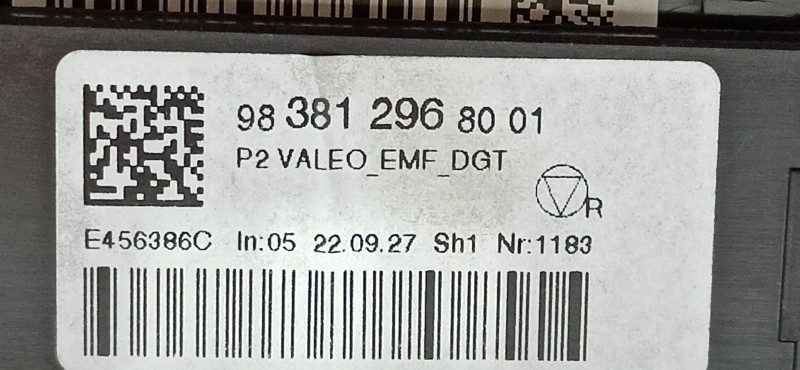 98 381 296 80 01
P2 VALEO_EMF_DGT
R
E456386C In:05 22.09.27 Sh1 Nr:1183